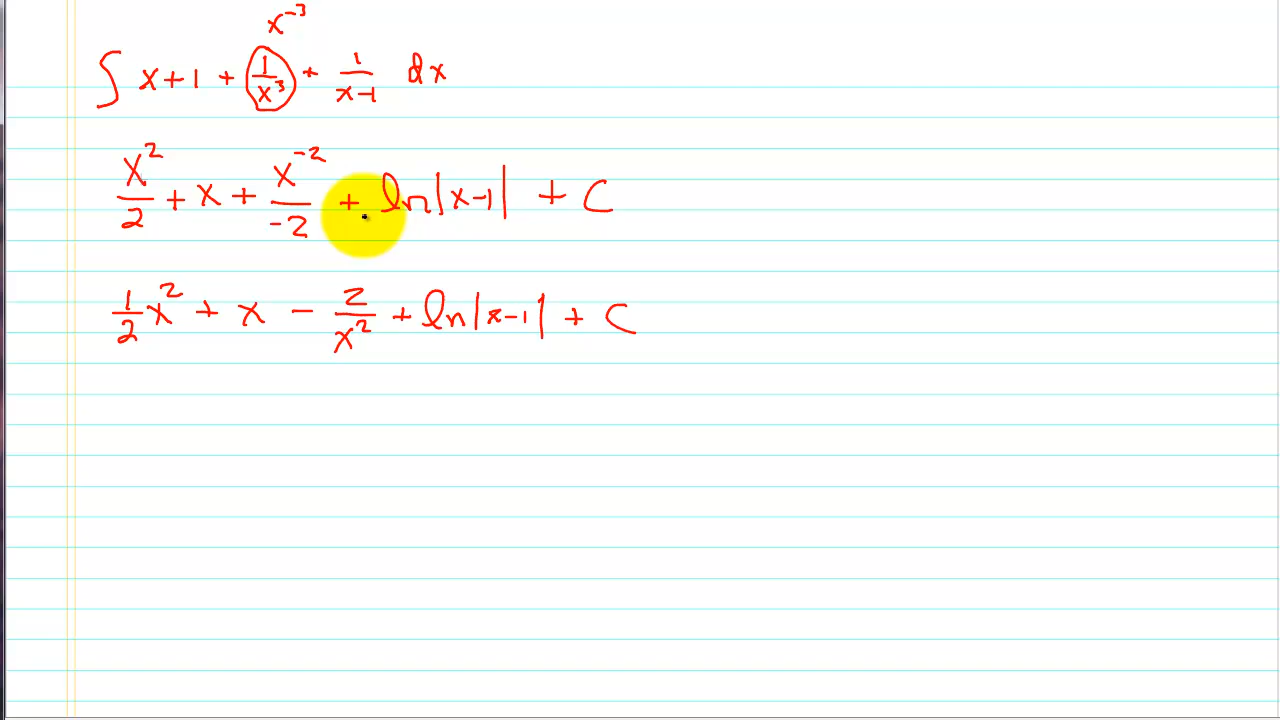 x⁻³
∫ x + 1 + 1/x³ + 1/(x-1) dx
x²/2 + x + x⁻²/-2 + ln|x-1| + C
1/2 x² + x - 2/x² + ln|x-1| + C